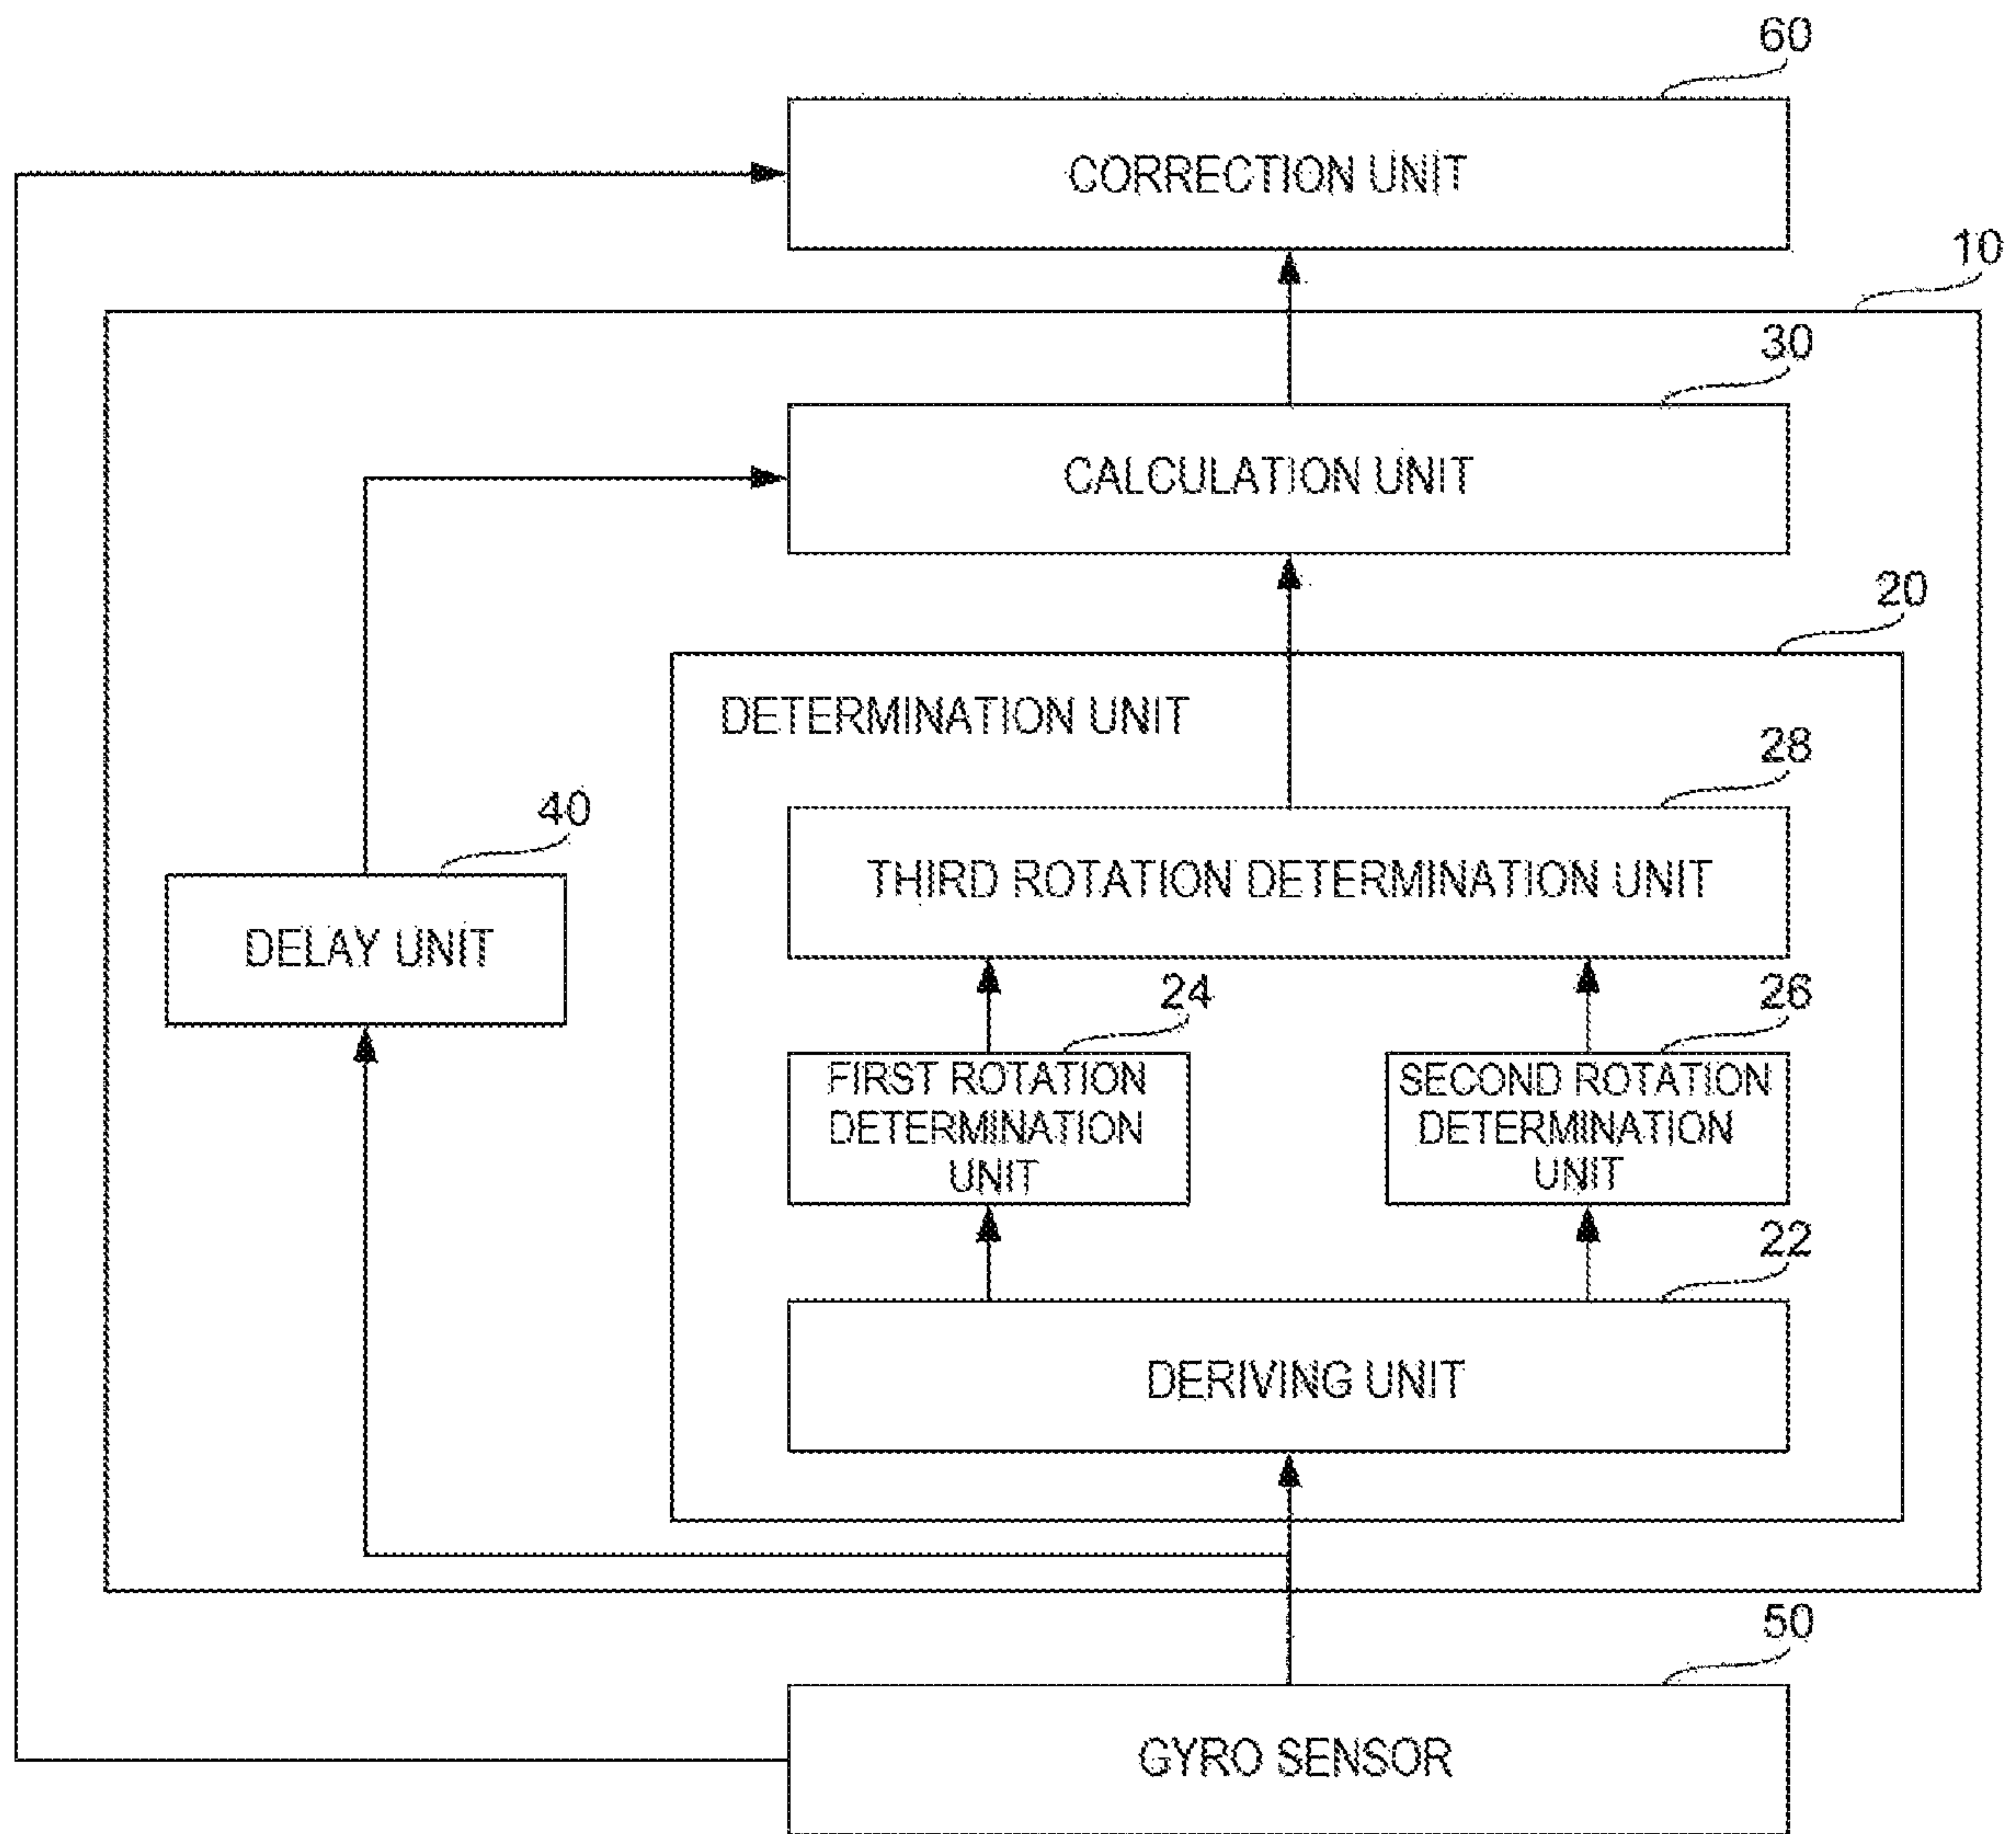 60
CORRECTION UNIT
10
30
CALCULATION UNIT
20
DETERMINATION UNIT
28
THIRD ROTATION DETERMINATION UNIT
40
DELAY UNIT
24
26
FIRST ROTATION
DETERMINATION
UNIT
SECOND ROTATION
DETERMINATION
UNIT
22
DERIVING UNIT
50
GYRO SENSOR